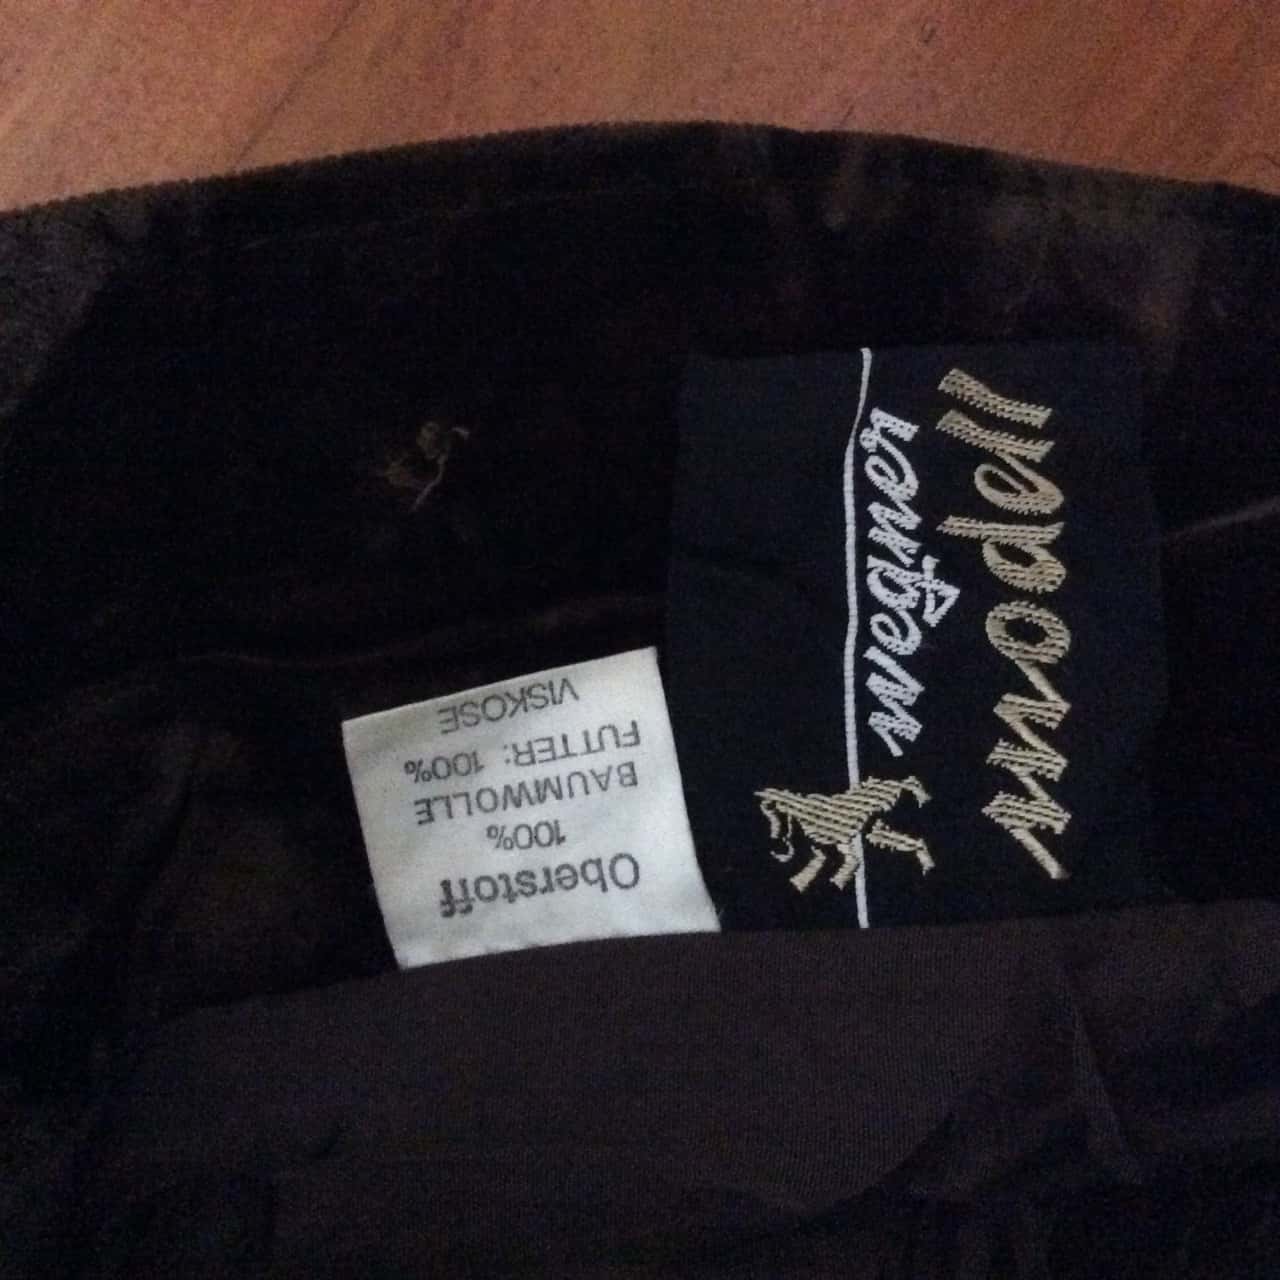 modell
wegner
Oberstoff
100%
BAUMWOLLE
FUTTER: 100%
VISKOSE